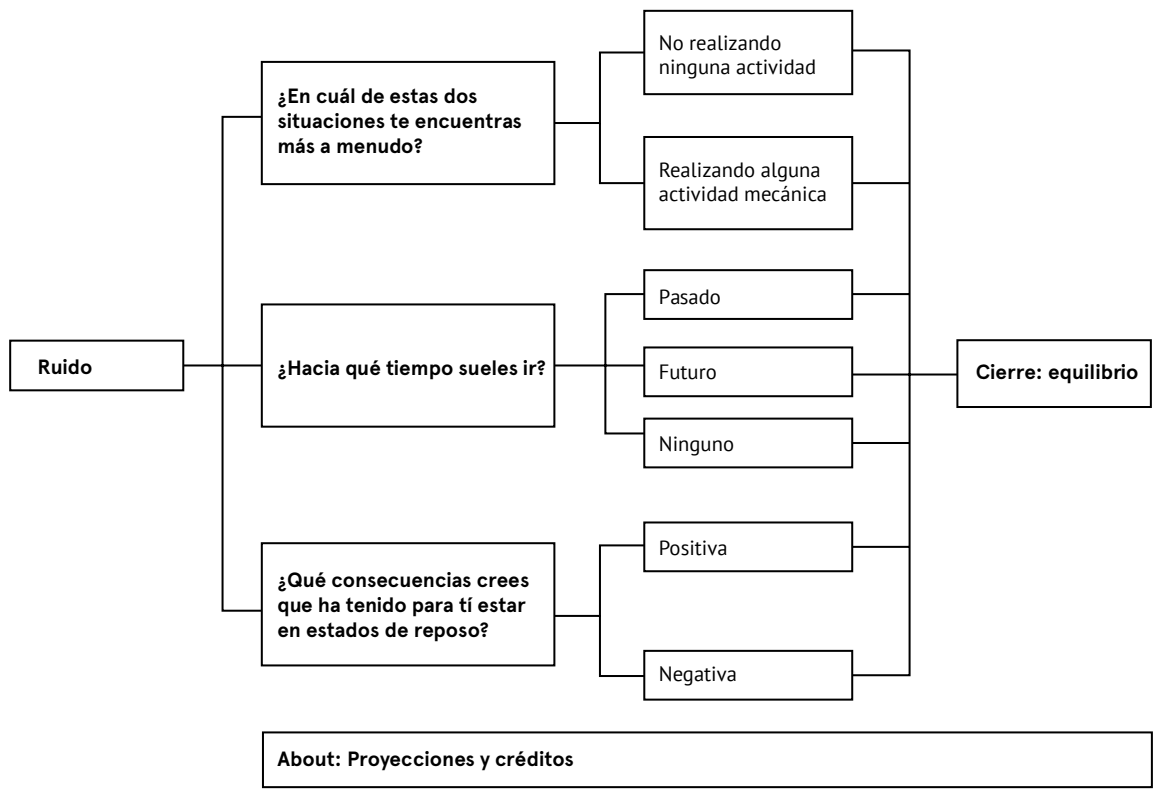 Ruido
¿En cuál de estas dos
situaciones te encuentras
más a menudo?
No realizando
ninguna actividad
Realizando alguna
actividad mecánica
¿Hacia qué tiempo sueles ir?
Pasado
Futuro
Ninguno
¿Qué consecuencias crees
que ha tenido para tí estar
en estados de reposo?
Positiva
Negativa
Cierre: equilibrio
About: Proyecciones y créditos